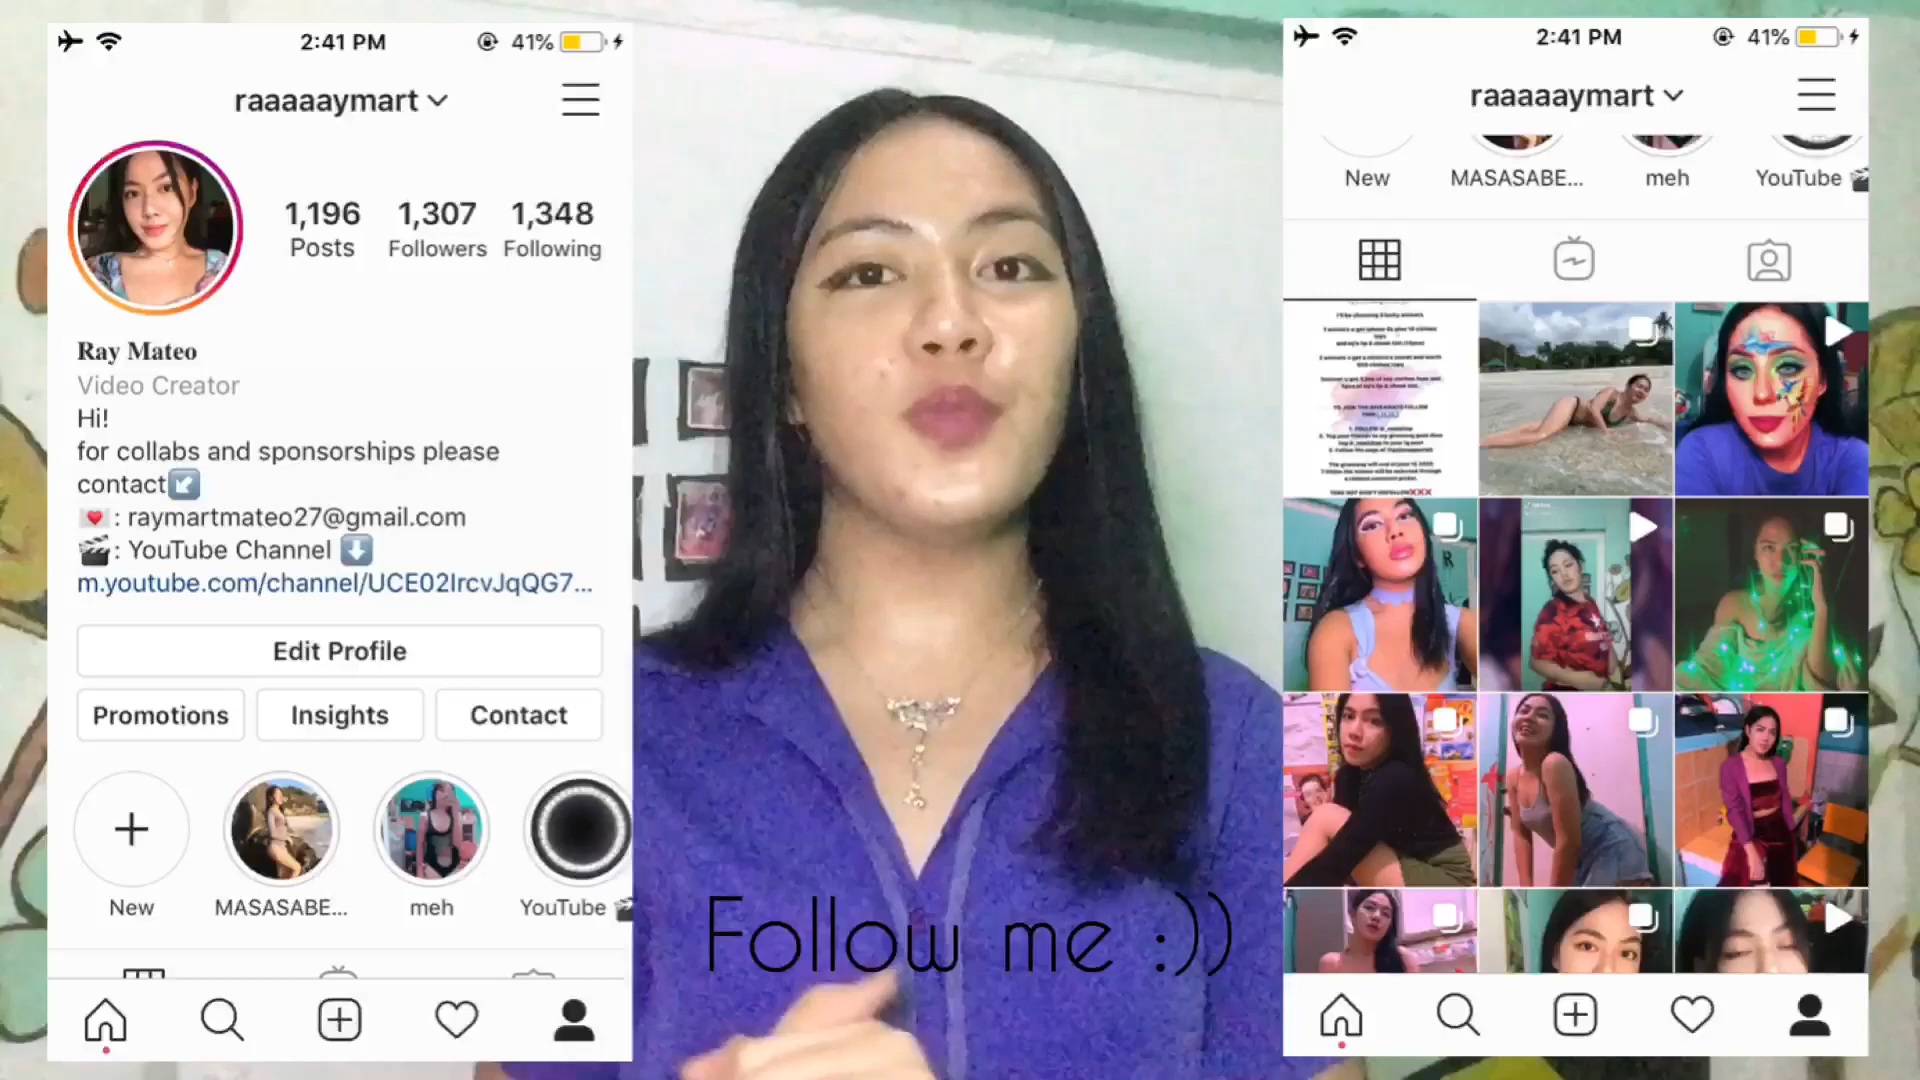 2:41 PM
41%
raaaaaymart
1,196
1,307
1,348
Posts
Followers
Following
Ray Mateo
Video Creator
Hi!
for collabs and sponsorships please
contact↙️
💌: raymartmateo27@gmail.com
🎬: YouTube Channel ⬇️
m.youtube.com/channel/UCE02IrcvJqQG7...
Edit Profile
Promotions
Insights
Contact
New
MASASABE...
meh
YouTube 🎬
Follow me :))
2:41 PM
41%
raaaaaymart
New
MASASABE...
meh
YouTube 🎬